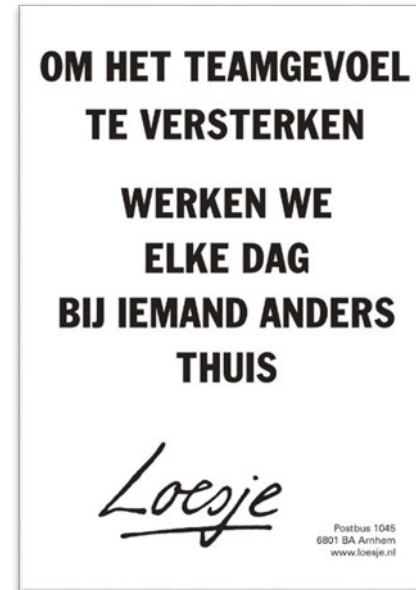 OM HET TEAMGEVOEL
TE VERSTERKEN
WERKEN WE
ELKE DAG
BIJ IEMAND ANDERS
THUIS
Loesje
Postbus 1045
6801 BA Arnhem
www.loesje.nl